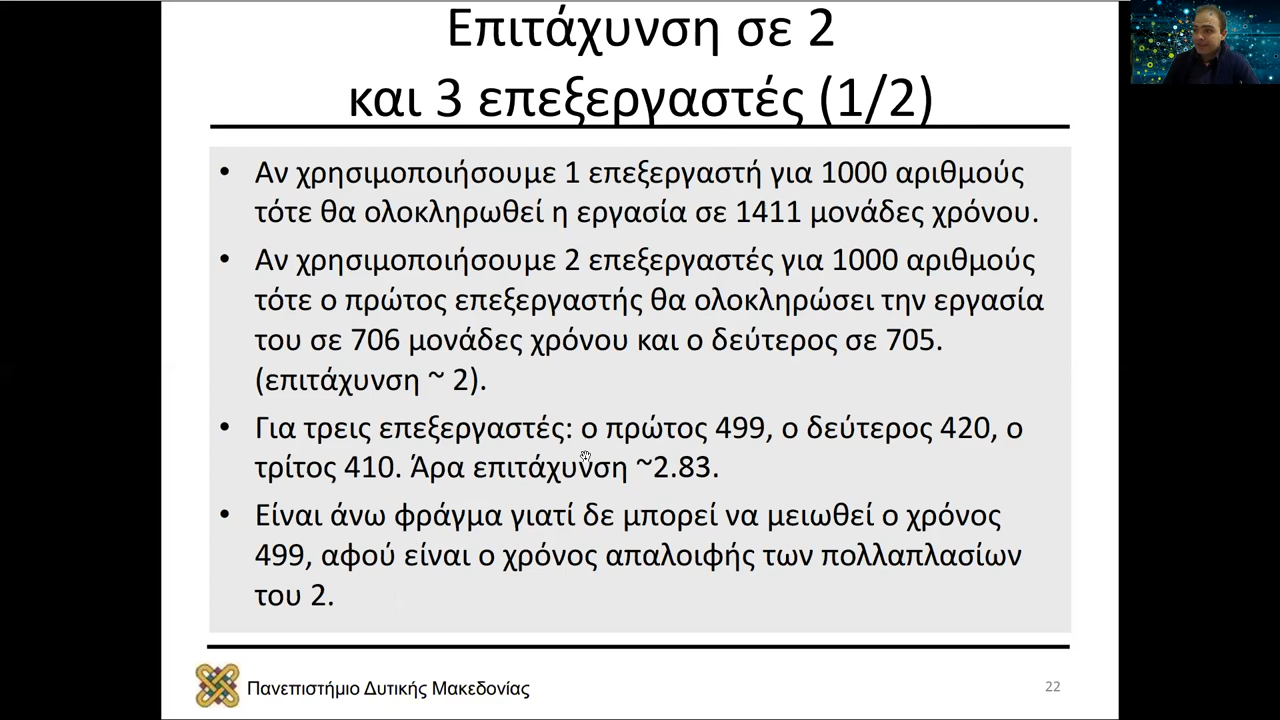 Επιτάχυνση σε 2
και 3 επεξεργαστές (1/2)
• Αν χρησιμοποιήσουμε 1 επεξεργαστή για 1000 αριθμούς
τότε θα ολοκληρωθεί η εργασία σε 1411 μονάδες χρόνου.
• Αν χρησιμοποιήσουμε 2 επεξεργαστές για 1000 αριθμούς
τότε ο πρώτος επεξεργαστής θα ολοκληρώσει την εργασία
του σε 706 μονάδες χρόνου και ο δεύτερος σε 705.
(επιτάχυνση ~ 2).
• Για τρεις επεξεργαστές: ο πρώτος 499, ο δεύτερος 420, ο
τρίτος 410. Άρα επιτάχυνση ~2.83.
• Είναι άνω φράγμα γιατί δε μπορεί να μειωθεί ο χρόνος
499, αφού είναι ο χρόνος απαλοιφής των πολλαπλασίων
του 2.
Πανεπιστήμιο Δυτικής Μακεδονίας
22